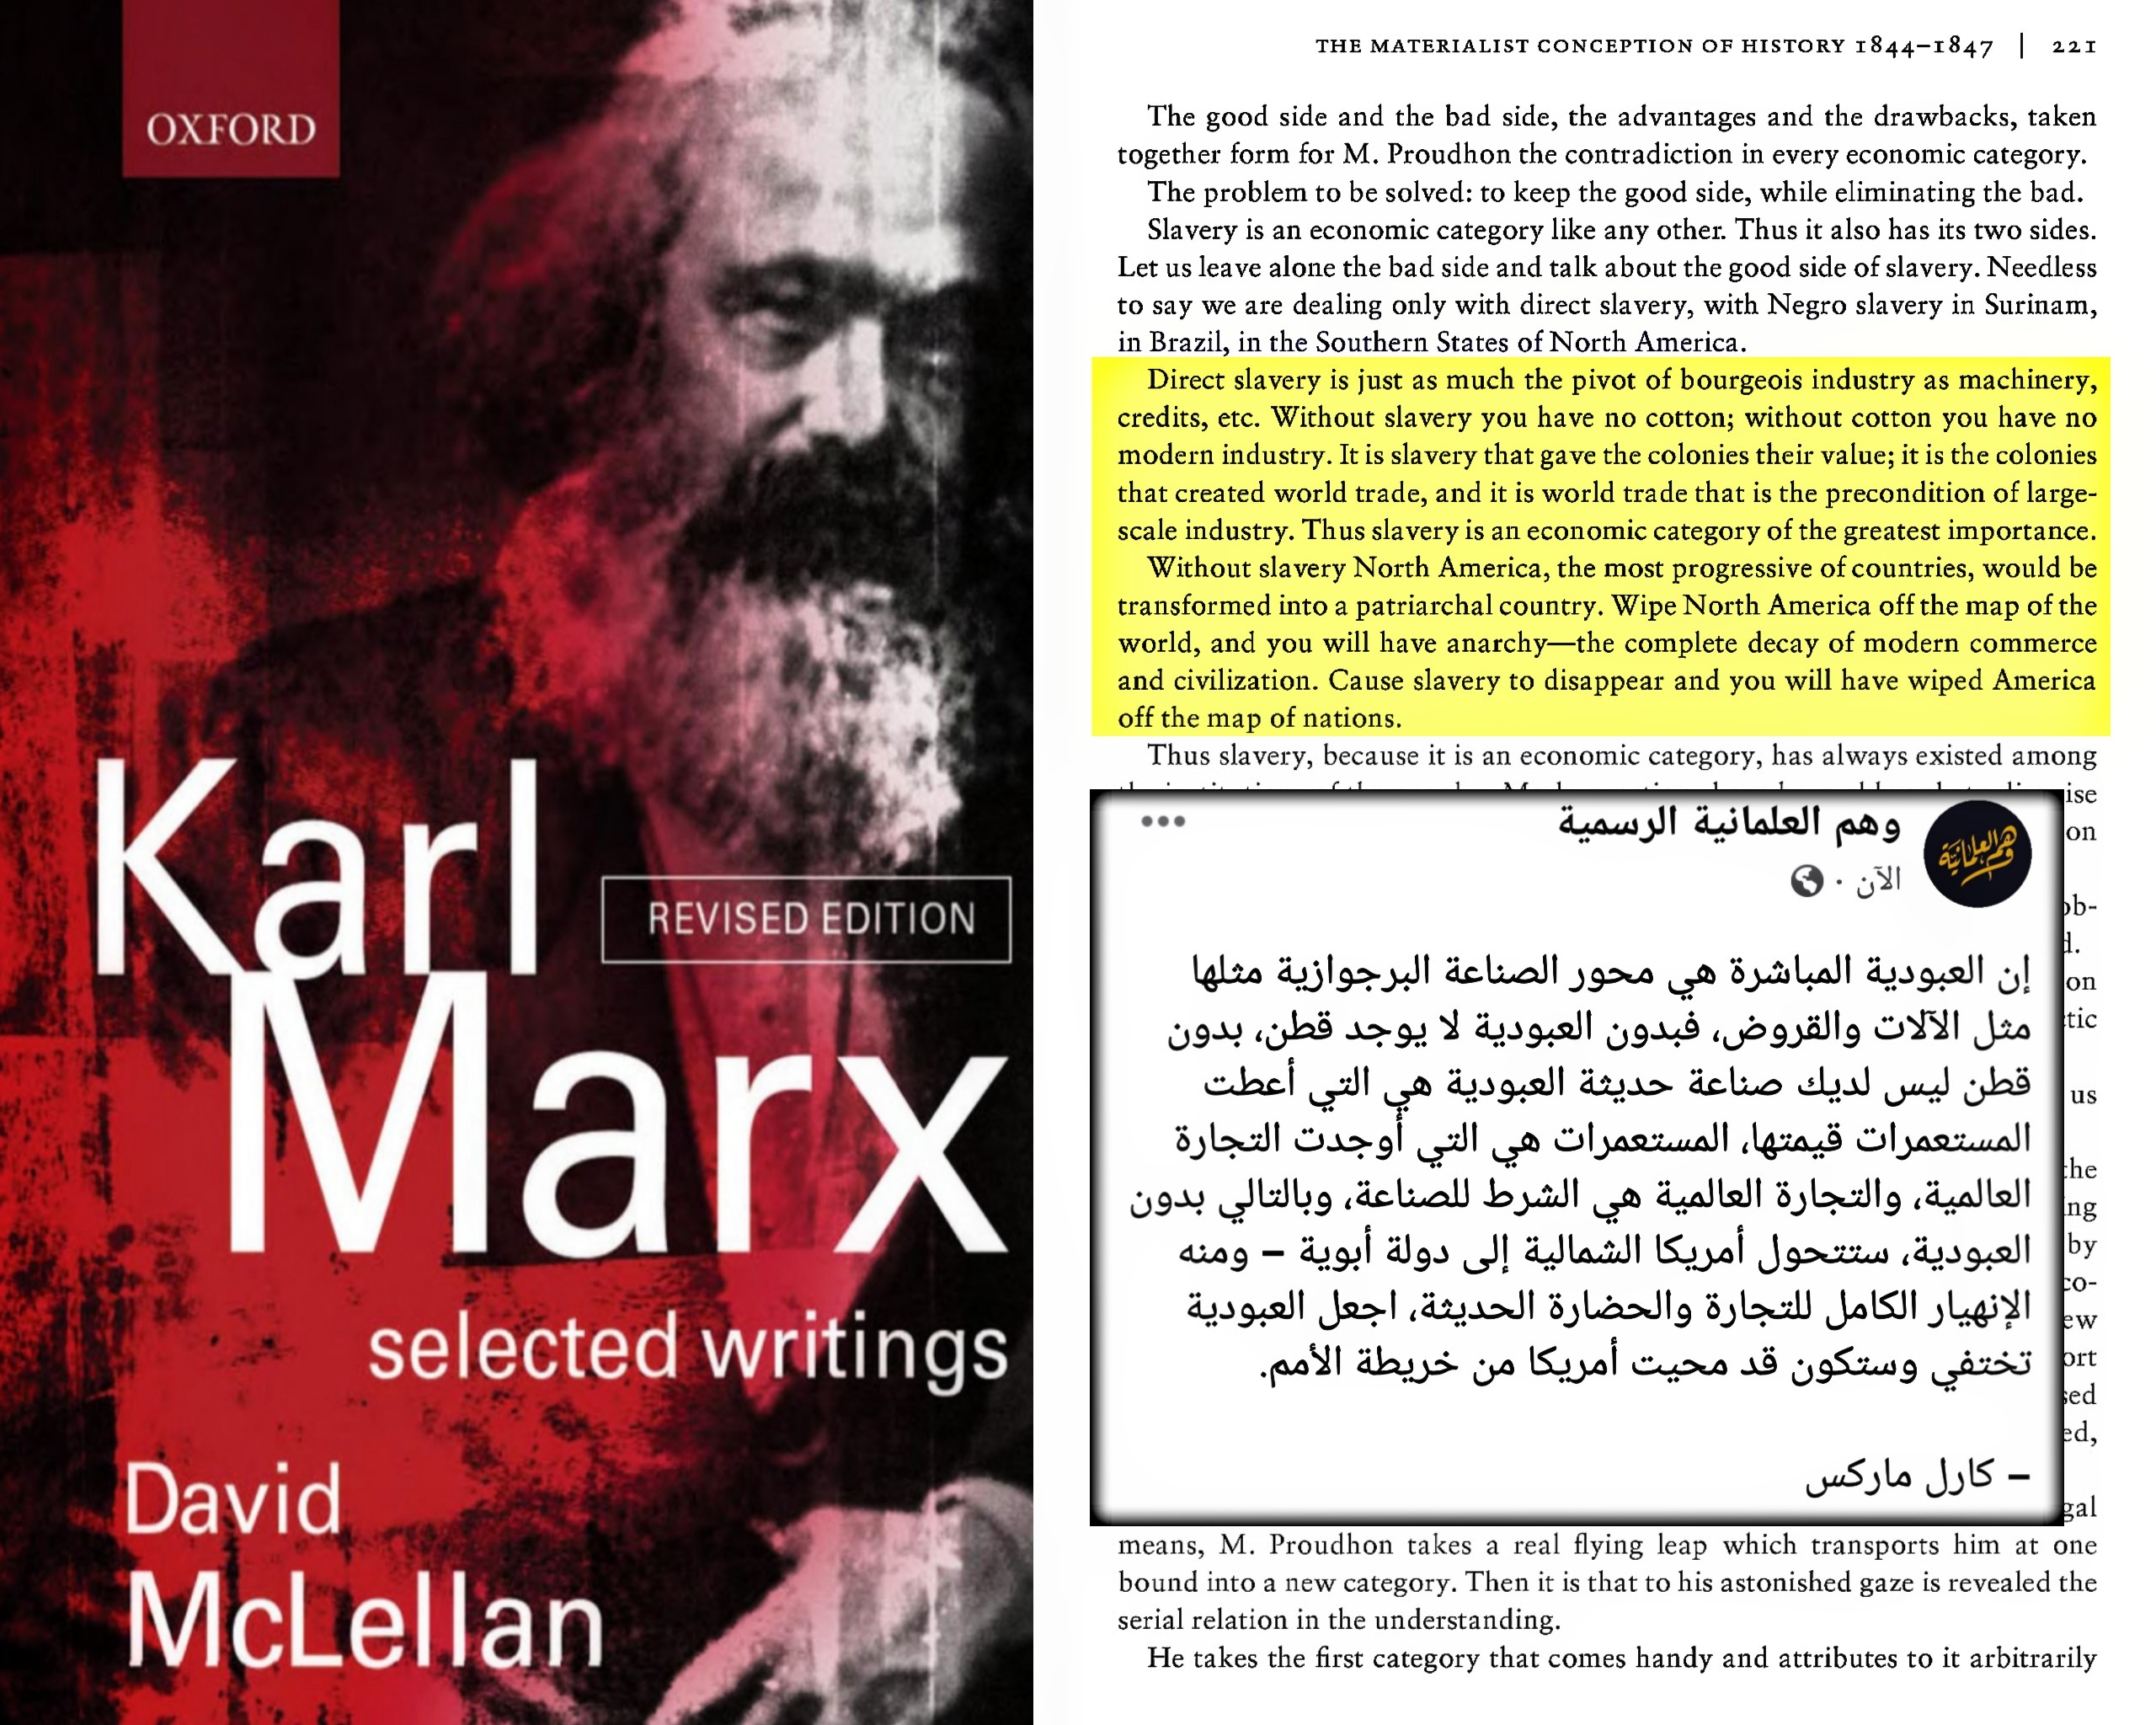 OXFORD
Karl
REVISED EDITION
Marx
selected writings
David
McLellan
THE MATERIALIST CONCEPTION OF HISTORY 1844–1847 | 221
The good side and the bad side, the advantages and the drawbacks, taken
together form for M. Proudhon the contradiction in every economic category.
The problem to be solved: to keep the good side, while eliminating the bad.
Slavery is an economic category like any other. Thus it also has its two sides.
Let us leave alone the bad side and talk about the good side of slavery. Needless
to say we are dealing only with direct slavery, with Negro slavery in Surinam,
in Brazil, in the Southern States of North America.
Direct slavery is just as much the pivot of bourgeois industry as machinery,
credits, etc. Without slavery you have no cotton; without cotton you have no
modern industry. It is slavery that gave the colonies their value; it is the colonies
that created world trade, and it is world trade that is the precondition of large-
scale industry. Thus slavery is an economic category of the greatest importance.
Without slavery North America, the most progressive of countries, would be
transformed into a patriarchal country. Wipe North America off the map of the
world, and you will have anarchy—the complete decay of modern commerce
and civilization. Cause slavery to disappear and you will have wiped America
off the map of nations.
Thus slavery, because it is an economic category, has always existed among
وهم العلمانية الرسمية
وهم العلمانية
الآن ·
إن العبودية المباشرة هي محور الصناعة البرجوازية مثلها
مثل الآلات والقروض، فبدون العبودية لا يوجد قطن، بدون
قطن ليس لديك صناعة حديثة العبودية هي التي أعطت
المستعمرات قيمتها، المستعمرات هي التي أوجدت التجارة
العالمية، والتجارة العالمية هي الشرط للصناعة، وبالتالي بدون
العبودية، ستتحول أمريكا الشمالية إلى دولة أبوية – ومنه
الإنهيار الكامل للتجارة والحضارة الحديثة، اجعل العبودية
تختفي وستكون قد محيت أمريكا من خريطة الأمم.
– كارل ماركس
means, M. Proudhon takes a real flying leap which transports him at one
bound into a new category. Then it is that to his astonished gaze is revealed the
serial relation in the understanding.
He takes the first category that comes handy and attributes to it arbitrarily